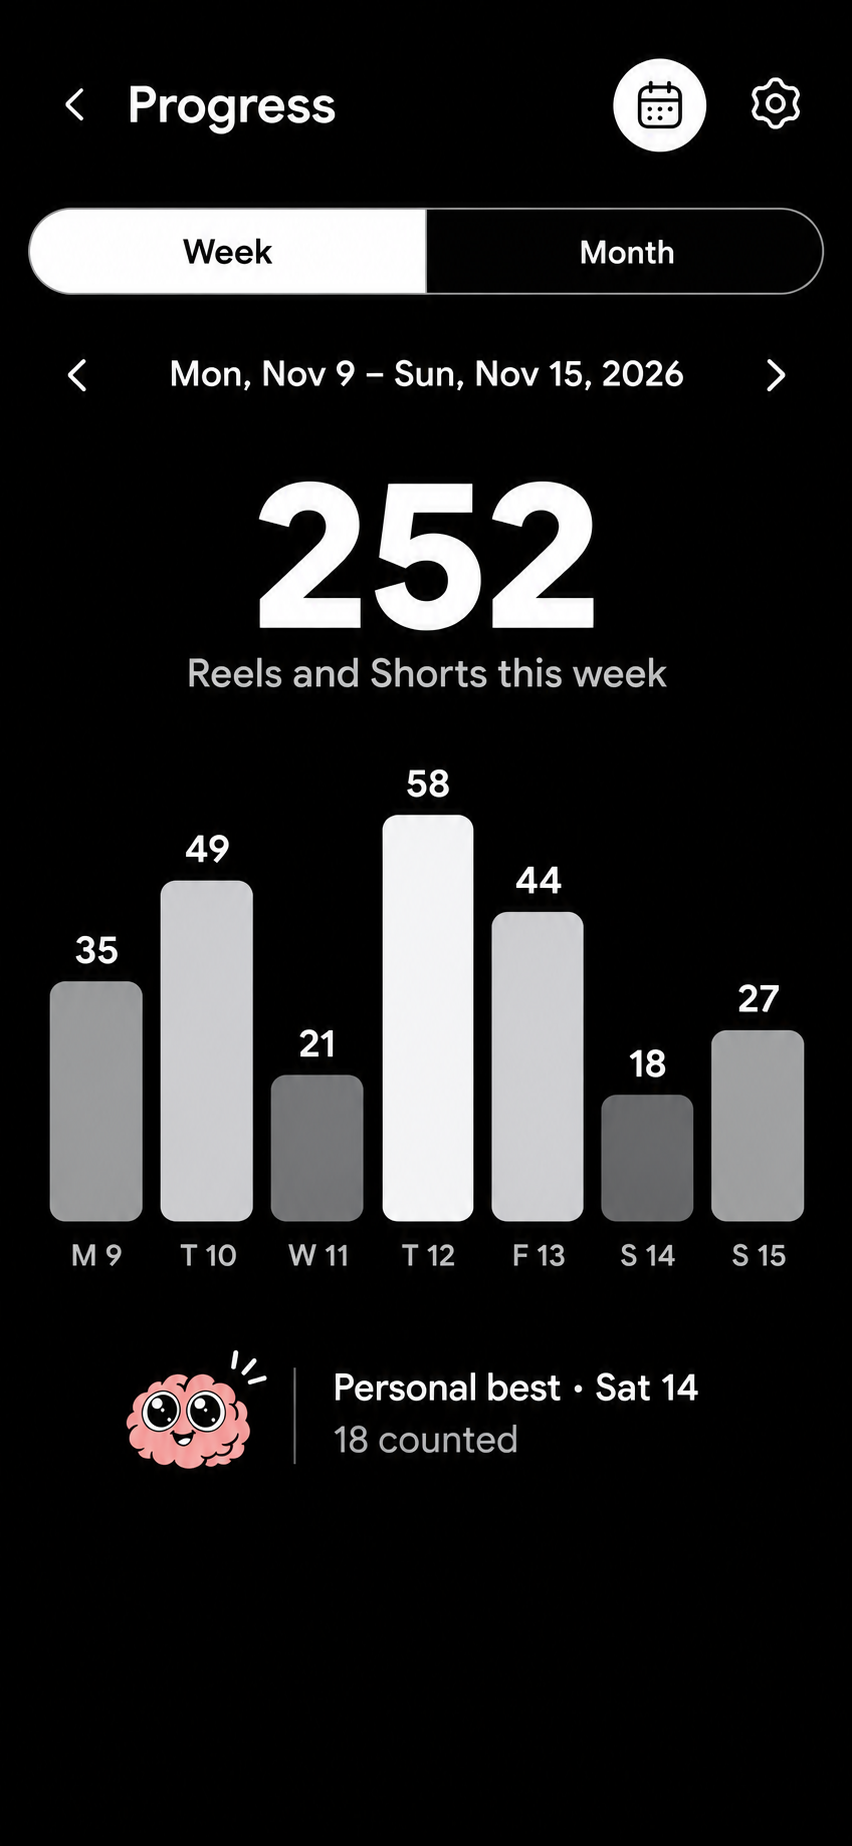 Progress
Week
Month
Mon, Nov 9 – Sun, Nov 15, 2026
252
Reels and Shorts this week
35
49
21
58
44
18
27
M 9
T 10
W 11
T 12
F 13
S 14
S 15
Personal best • Sat 14
18 counted